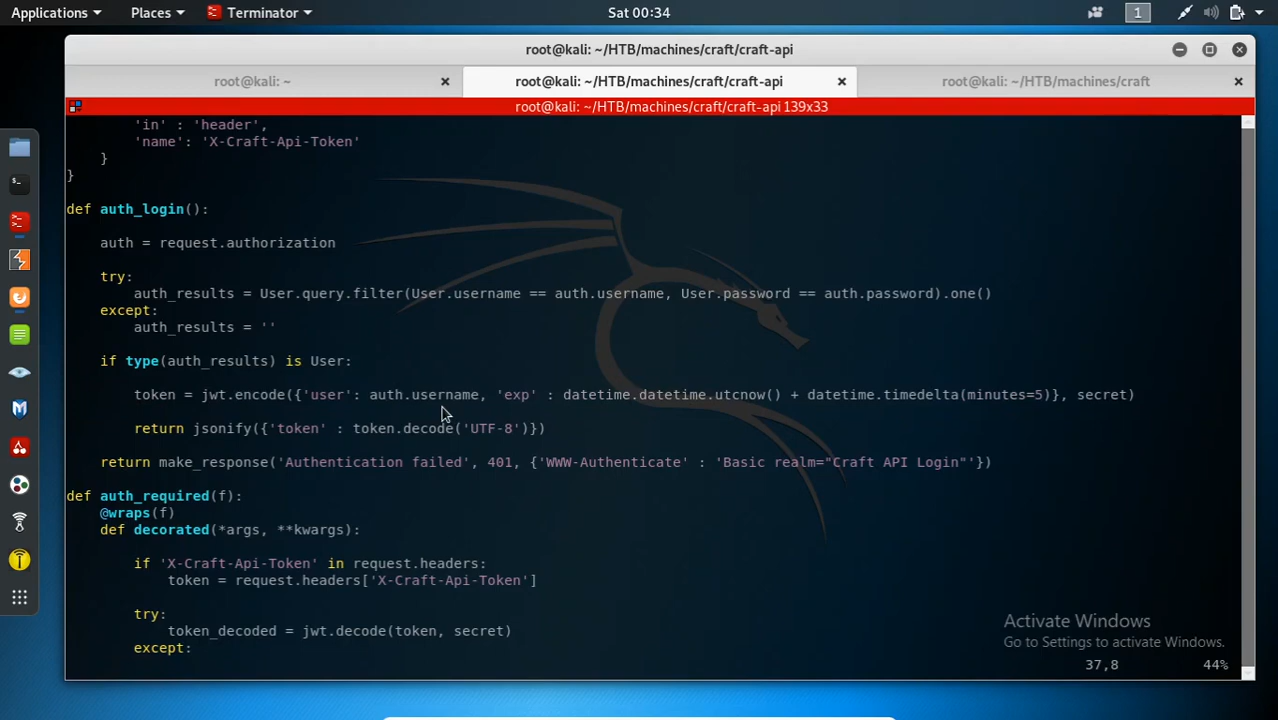 Applications Places Terminator Sat 00:34 1
root@kali: ~/HTB/machines/craft/craft-api
root@kali: ~ root@kali: ~/HTB/machines/craft/craft-api root@kali: ~/HTB/machines/craft
root@kali: ~/HTB/machines/craft/craft-api 139x33
'in' : 'header',
'name': 'X-Craft-Api-Token'
}
}
def auth_login():
auth = request.authorization
try:
auth_results = User.query.filter(User.username == auth.username, User.password == auth.password).one()
except:
auth_results = ''
if type(auth_results) is User:
token = jwt.encode({'user': auth.username, 'exp' : datetime.datetime.utcnow() + datetime.timedelta(minutes=5)}, secret)
return jsonify({'token' : token.decode('UTF-8')})
return make_response('Authentication failed', 401, {'WWW-Authenticate' : 'Basic realm="Craft API Login"'})
def auth_required(f):
@wraps(f)
def decorated(*args, **kwargs):
if 'X-Craft-Api-Token' in request.headers:
token = request.headers['X-Craft-Api-Token']
try:
token_decoded = jwt.decode(token, secret)
except:
Activate Windows
Go to Settings to activate Windows.
37,8 44%